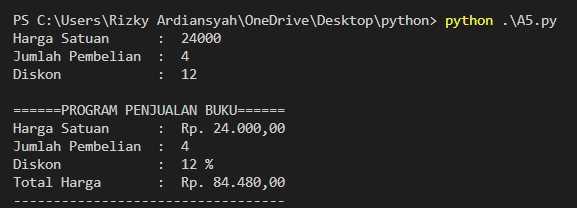 PS C:\Users\Rizky Ardiansyah\OneDrive\Desktop\python> python .\A5.py
Harga Satuan      :  24000
Jumlah Pembelian  :  4
Diskon            :  12
======PROGRAM PENJUALAN BUKU======
Harga Satuan      :  Rp. 24.000,00
Jumlah Pembelian  :  4
Diskon            :  12 %
Total Harga       :  Rp. 84.480,00
----------------------------------